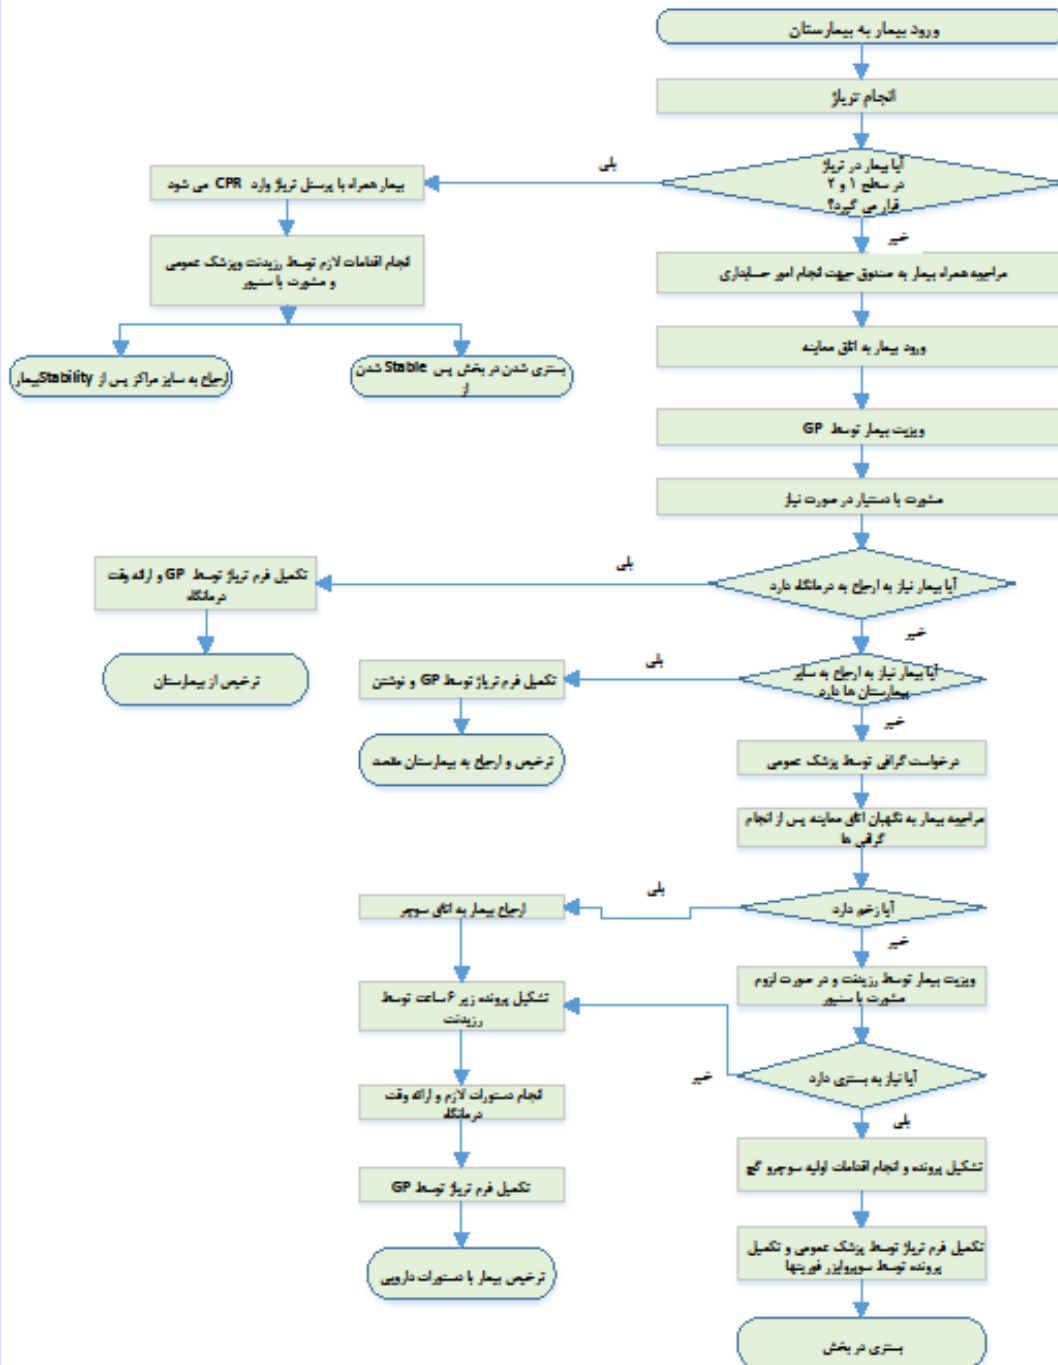 ورود بیمار به بیمارستان
انجام تریاژ
آیا بیمار در تریاژ
در سطح ۱ و ۲
قرار می گیرد؟
بلی
بیمار همراه با پرسنل تریاژ وارد CPR می شود
انجام اقدامات لازم توسط رزیدنت وپزشک عمومی
و مشورت با سنیور
بستری شدن در بخش پس Stable شدن
از
ارجاع به سایر مراکز پس از Stabilityبیمار
خیر
مراجعه همراه بیمار به صندوق جهت انجام امور حسابداری
ورود بیمار به اتاق معاینه
ویزیت بیمار توسط GP
مشورت با دستیار در صورت نیاز
آیا بیمار نیاز به ارجاع به درمانگاه دارد
بلی
تکمیل فرم تریاژ توسط GP و ارائه وقت
درمانگاه
ترخیص از بیمارستان
خیر
آیا بیمار نیاز به ارجاع به سایر
بیمارستان ها دارد
بلی
تکمیل فرم تریاژ توسط GP و نوشتن
ترخیص و ارجاع به بیمارستان مقصد
خیر
درخواست گرافی توسط پزشک عمومی
مراجعه بیمار به نگهبان اتاق معاینه پس از انجام
گرافی ها
آیا زخم دارد
بلی
ارجاع بیمار به اتاق سوچر
خیر
ویزیت بیمار توسط رزیدنت و در صورت لزوم
مشورت با سنیور
تشکیل پرونده زیر ۶ ساعت توسط
رزیدنت
آیا نیاز به بستری دارد
خیر
انجام دستورات لازم و ارائه وقت
درمانگاه
تکمیل فرم تریاژ توسط GP
ترخیص بیمار با دستورات دارویی
بلی
تشکیل پرونده و انجام اقدامات اولیه سوچرو گچ
تکمیل فرم تریاژ توسط پزشک عمومی و تکمیل
پرونده توسط سوپروایزر فوریتها
بستری در بخش